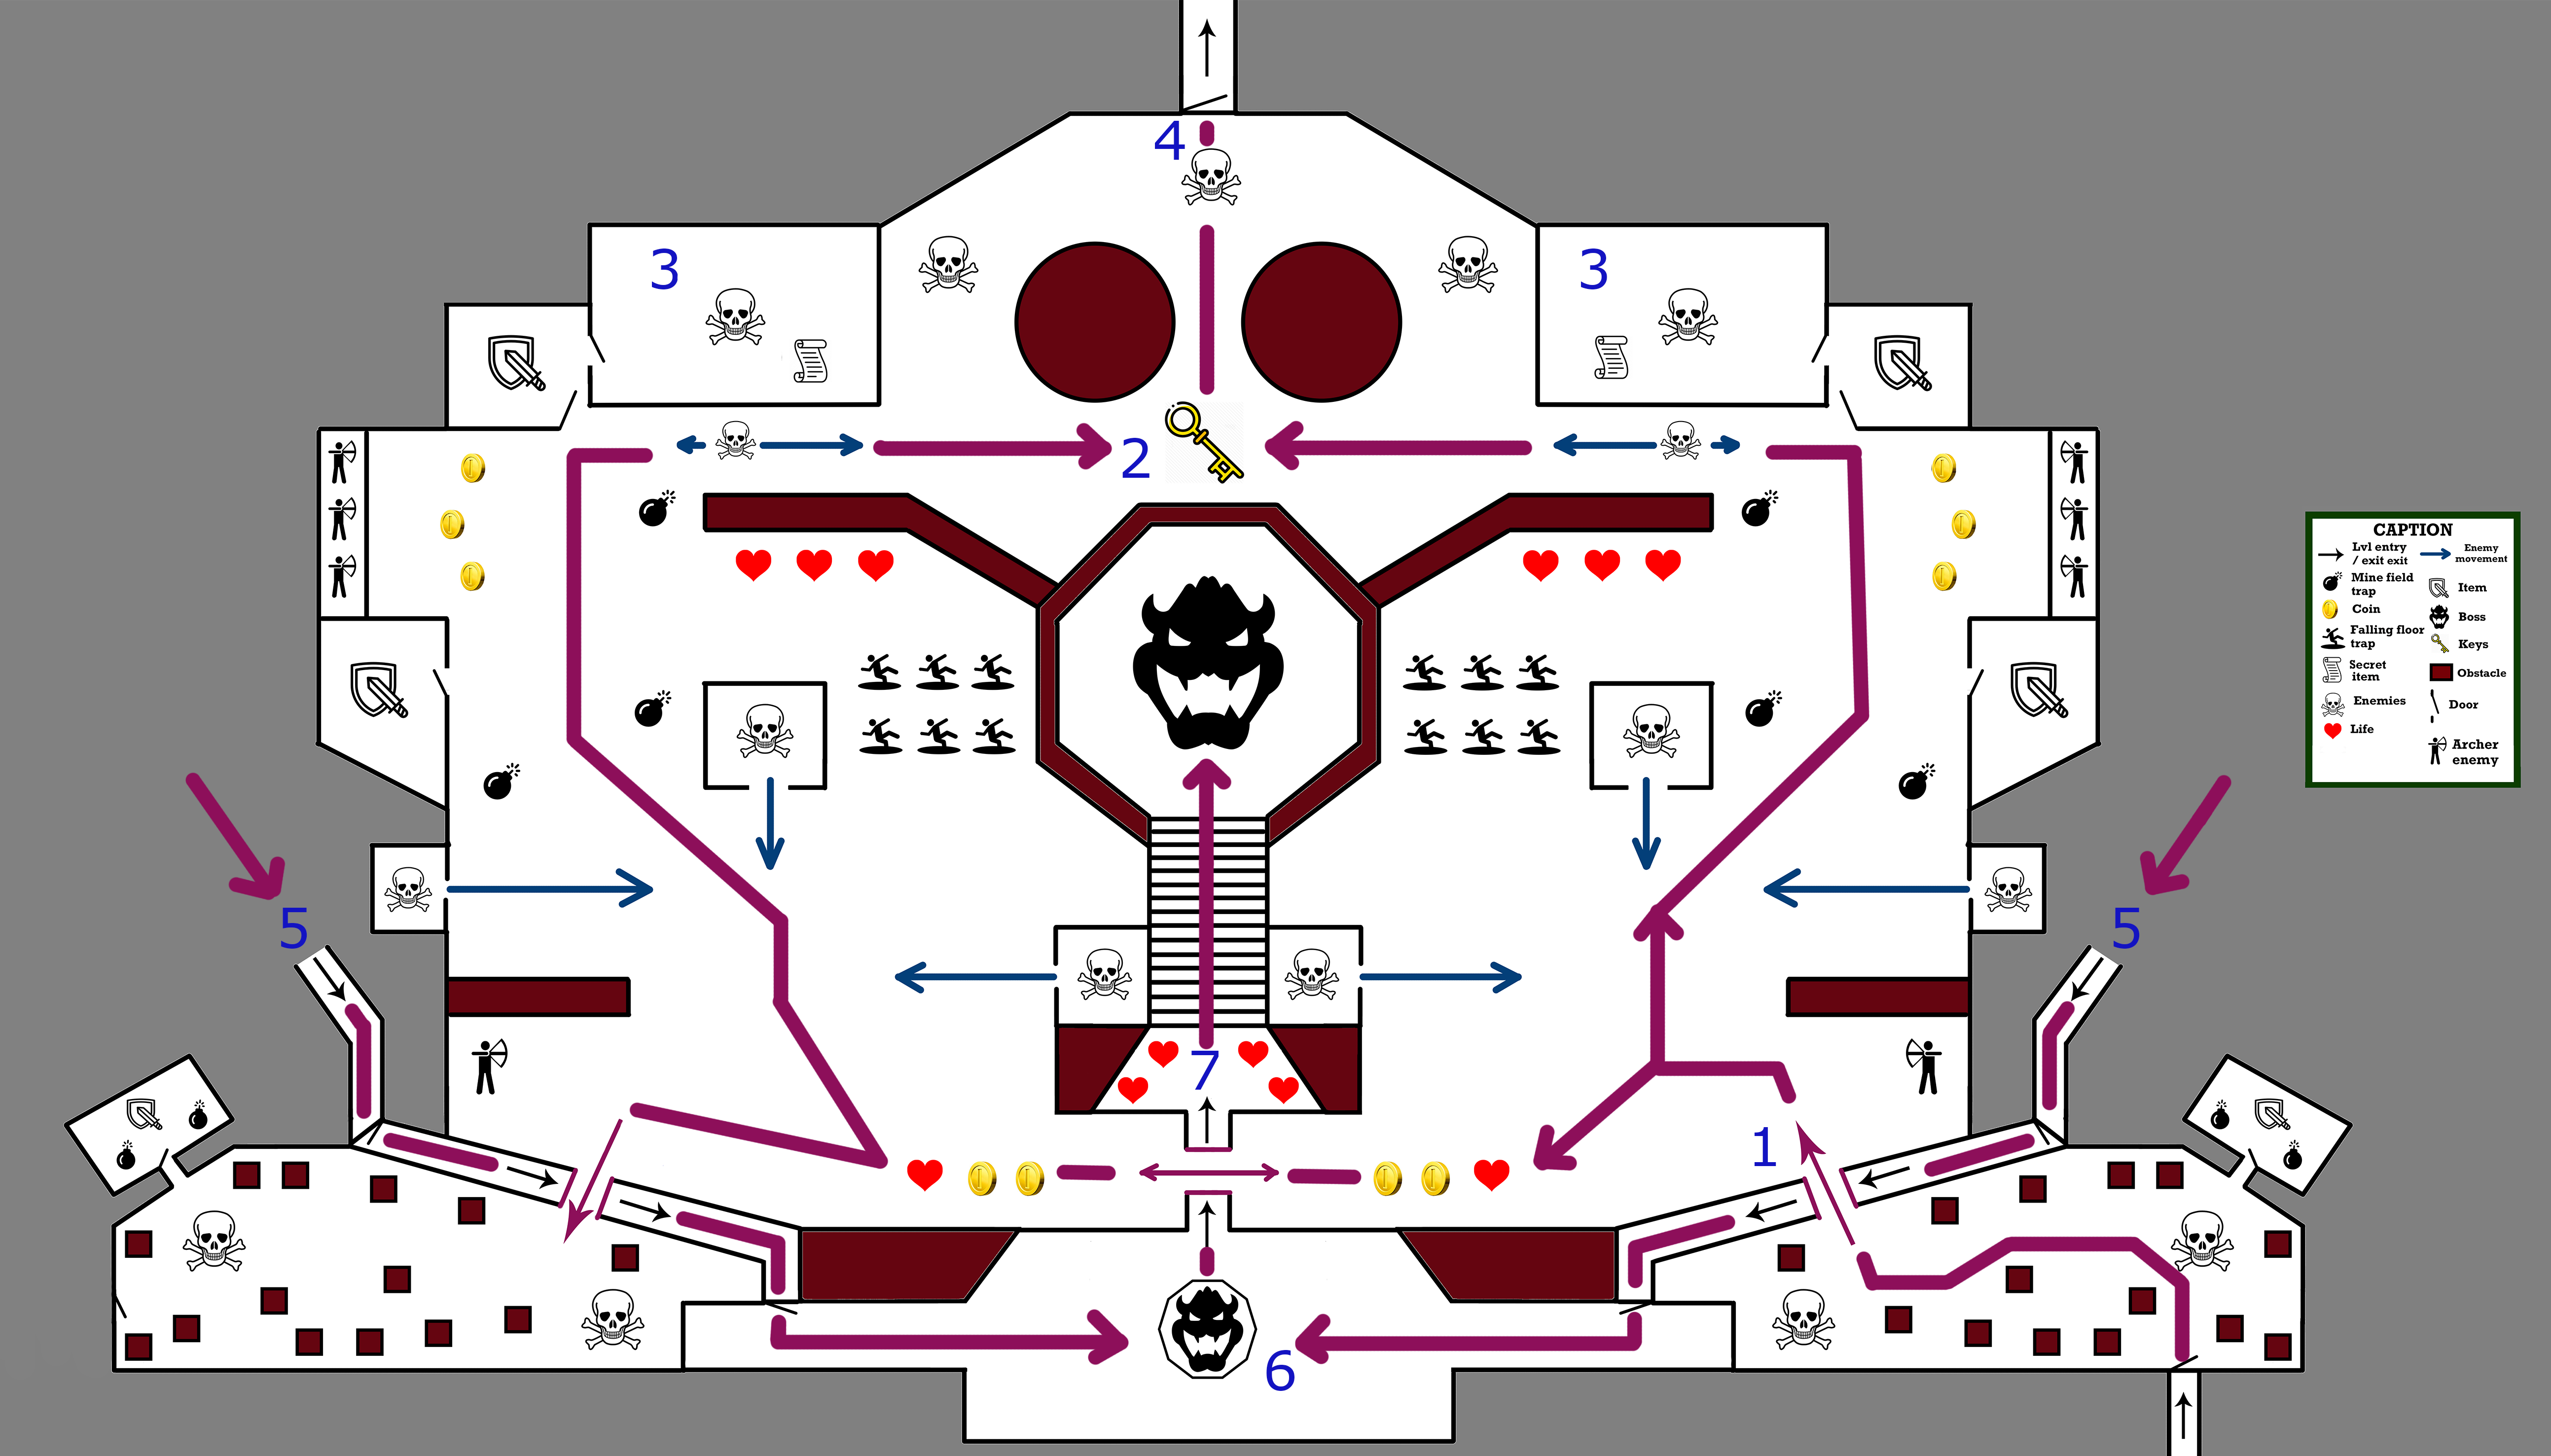 4
3
3
2
CAPTION
Lvl entry
/ exit exit
Enemy
movement
Mine field
trap
Item
Coin
Boss
Falling floor
trap
Keys
Secret
item
Obstacle
Enemies
Door
Life
Archer
enemy
5
5
7
1
6